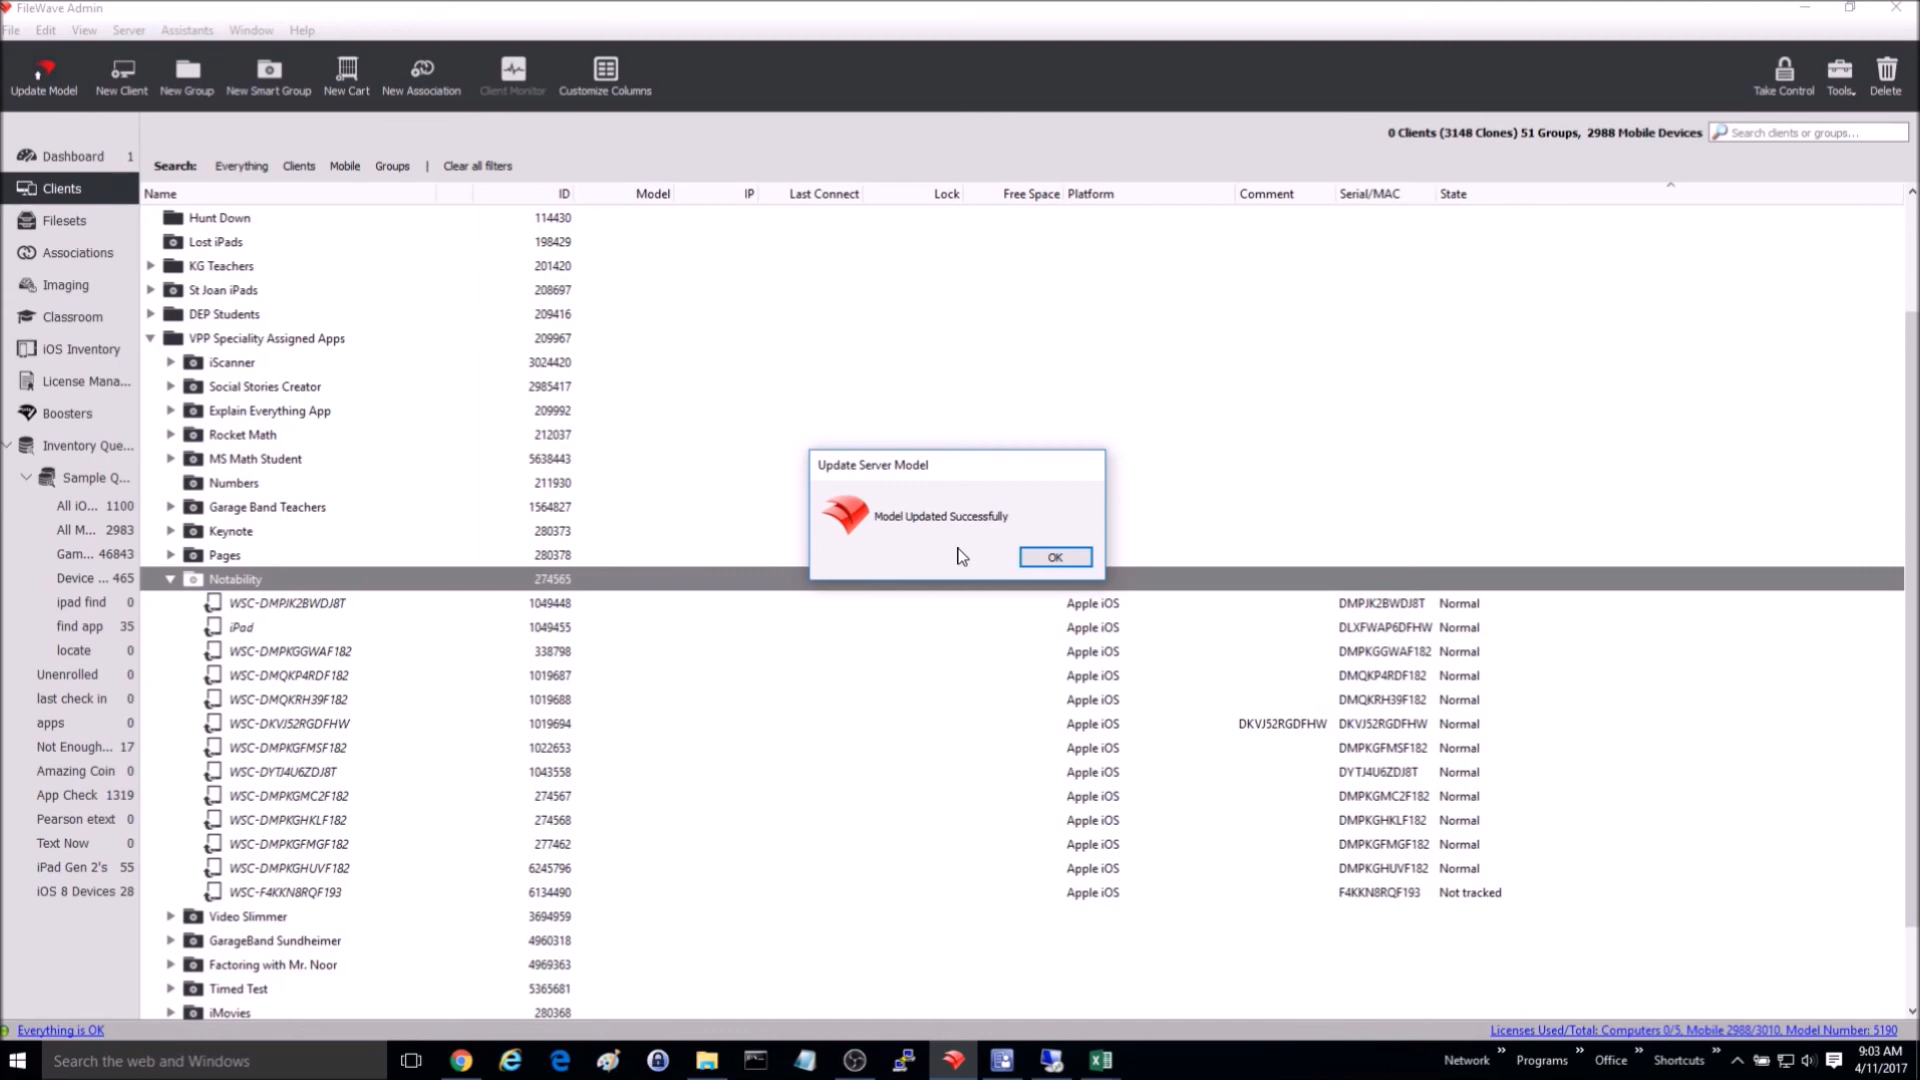 FileWave Admin
File Edit View Server Assistants Window Help
Update Model New Client New Group New Smart Group New Cart New Association Client Monitor Customize Columns Take Control Tools Delete
0 Clients (3148 Clones) 51 Groups, 2988 Mobile Devices Search clients or groups...
Search: Everything Clients Mobile Groups | Clear all filters
Name ID Model IP Last Connect Lock Free Space Platform Comment Serial/MAC State
Dashboard 1
Clients
Filesets
Associations
Imaging
Classroom
iOS Inventory
License Mana...
Boosters
Inventory Que...
Sample Q...
All iO... 1100
All M... 2983
Gam... 46843
Device ... 465
ipad find 0
find app 35
locate 0
Unenrolled 0
last check in 0
apps 0
Not Enough... 17
Amazing Coin 0
App Check 1319
Pearson etext 0
Text Now 0
iPad Gen 2's 55
iOS 8 Devices 28
Hunt Down 114430
Lost iPads 198429
KG Teachers 201420
St Joan iPads 208697
DEP Students 209416
VPP Speciality Assigned Apps 209967
iScanner 3024420
Social Stories Creator 2985417
Explain Everything App 209992
Rocket Math 212037
MS Math Student 5638443
Numbers 211930
Garage Band Teachers 1564827
Keynote 280373
Pages 280378
Notability 274565
WSC-DMPJK2BWDJ8T 1049448 Apple iOS DMPJK2BWDJ8T Normal
iPad 1049455 Apple iOS DLXFWAP6DFHW Normal
WSC-DMPKGGWAF182 338798 Apple iOS DMPKGGWAF182 Normal
WSC-DMQKP4RDF182 1019687 Apple iOS DMQKP4RDF182 Normal
WSC-DMQKRH39F182 1019688 Apple iOS DMQKRH39F182 Normal
WSC-DKVJ52RGDFHW 1019694 Apple iOS DKVJ52RGDFHW DKVJ52RGDFHW Normal
WSC-DMPKGFMSF182 1022653 Apple iOS DMPKGFMSF182 Normal
WSC-DYTJ4U6ZDJ8T 1043558 Apple iOS DYTJ4U6ZDJ8T Normal
WSC-DMPKGMC2F182 274567 Apple iOS DMPKGMC2F182 Normal
WSC-DMPKGHKLF182 274568 Apple iOS DMPKGHKLF182 Normal
WSC-DMPKGFMGF182 277462 Apple iOS DMPKGFMGF182 Normal
WSC-DMPKGHUVF182 6245796 Apple iOS DMPKGHUVF182 Normal
WSC-F4KKN8RQF193 6134490 Apple iOS F4KKN8RQF193 Not tracked
Video Slimmer 3694959
GarageBand Sundheimer 4960318
Factoring with Mr. Noor 4969363
Timed Test 5365681
iMovies 280368
Update Server Model
Model Updated Successfully
OK
Everything is OK Licenses Used/Total: Computers 0/5, Mobile 2988/3010, Model Number: 5190
Search the web and Windows Network » Programs » Office » Shortcuts » 9:03 AM
4/11/2017